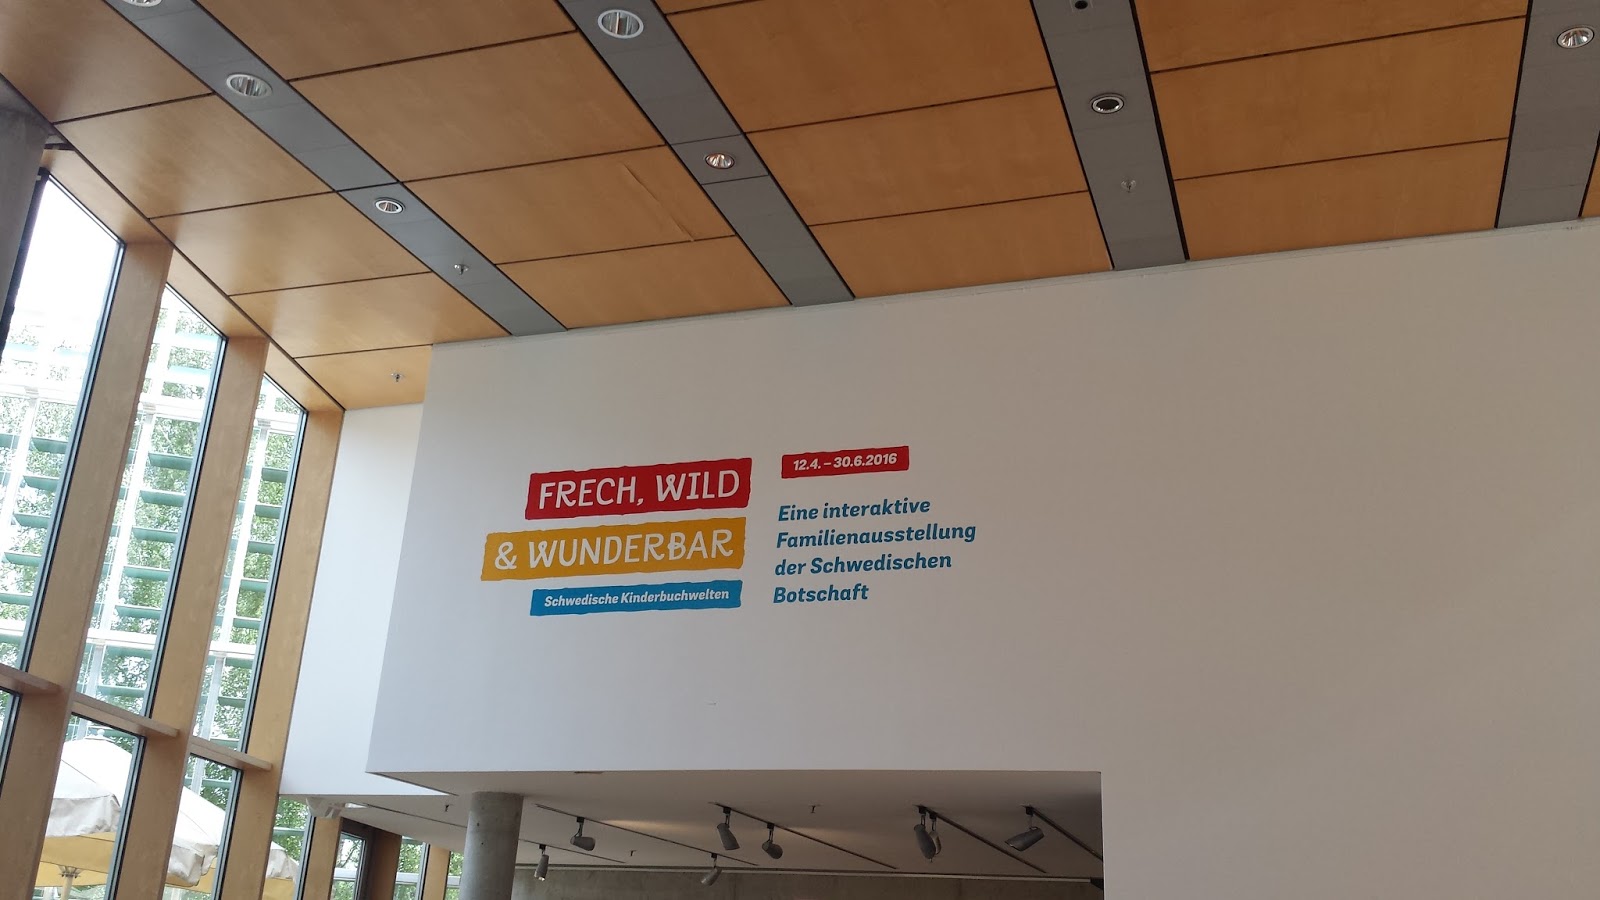 FRECH, WILD
& WUNDERBAR
Schwedische Kinderbuchwelten
12.4. – 30.6.2016
Eine interaktive
Familienausstellung
der Schwedischen
Botschaft